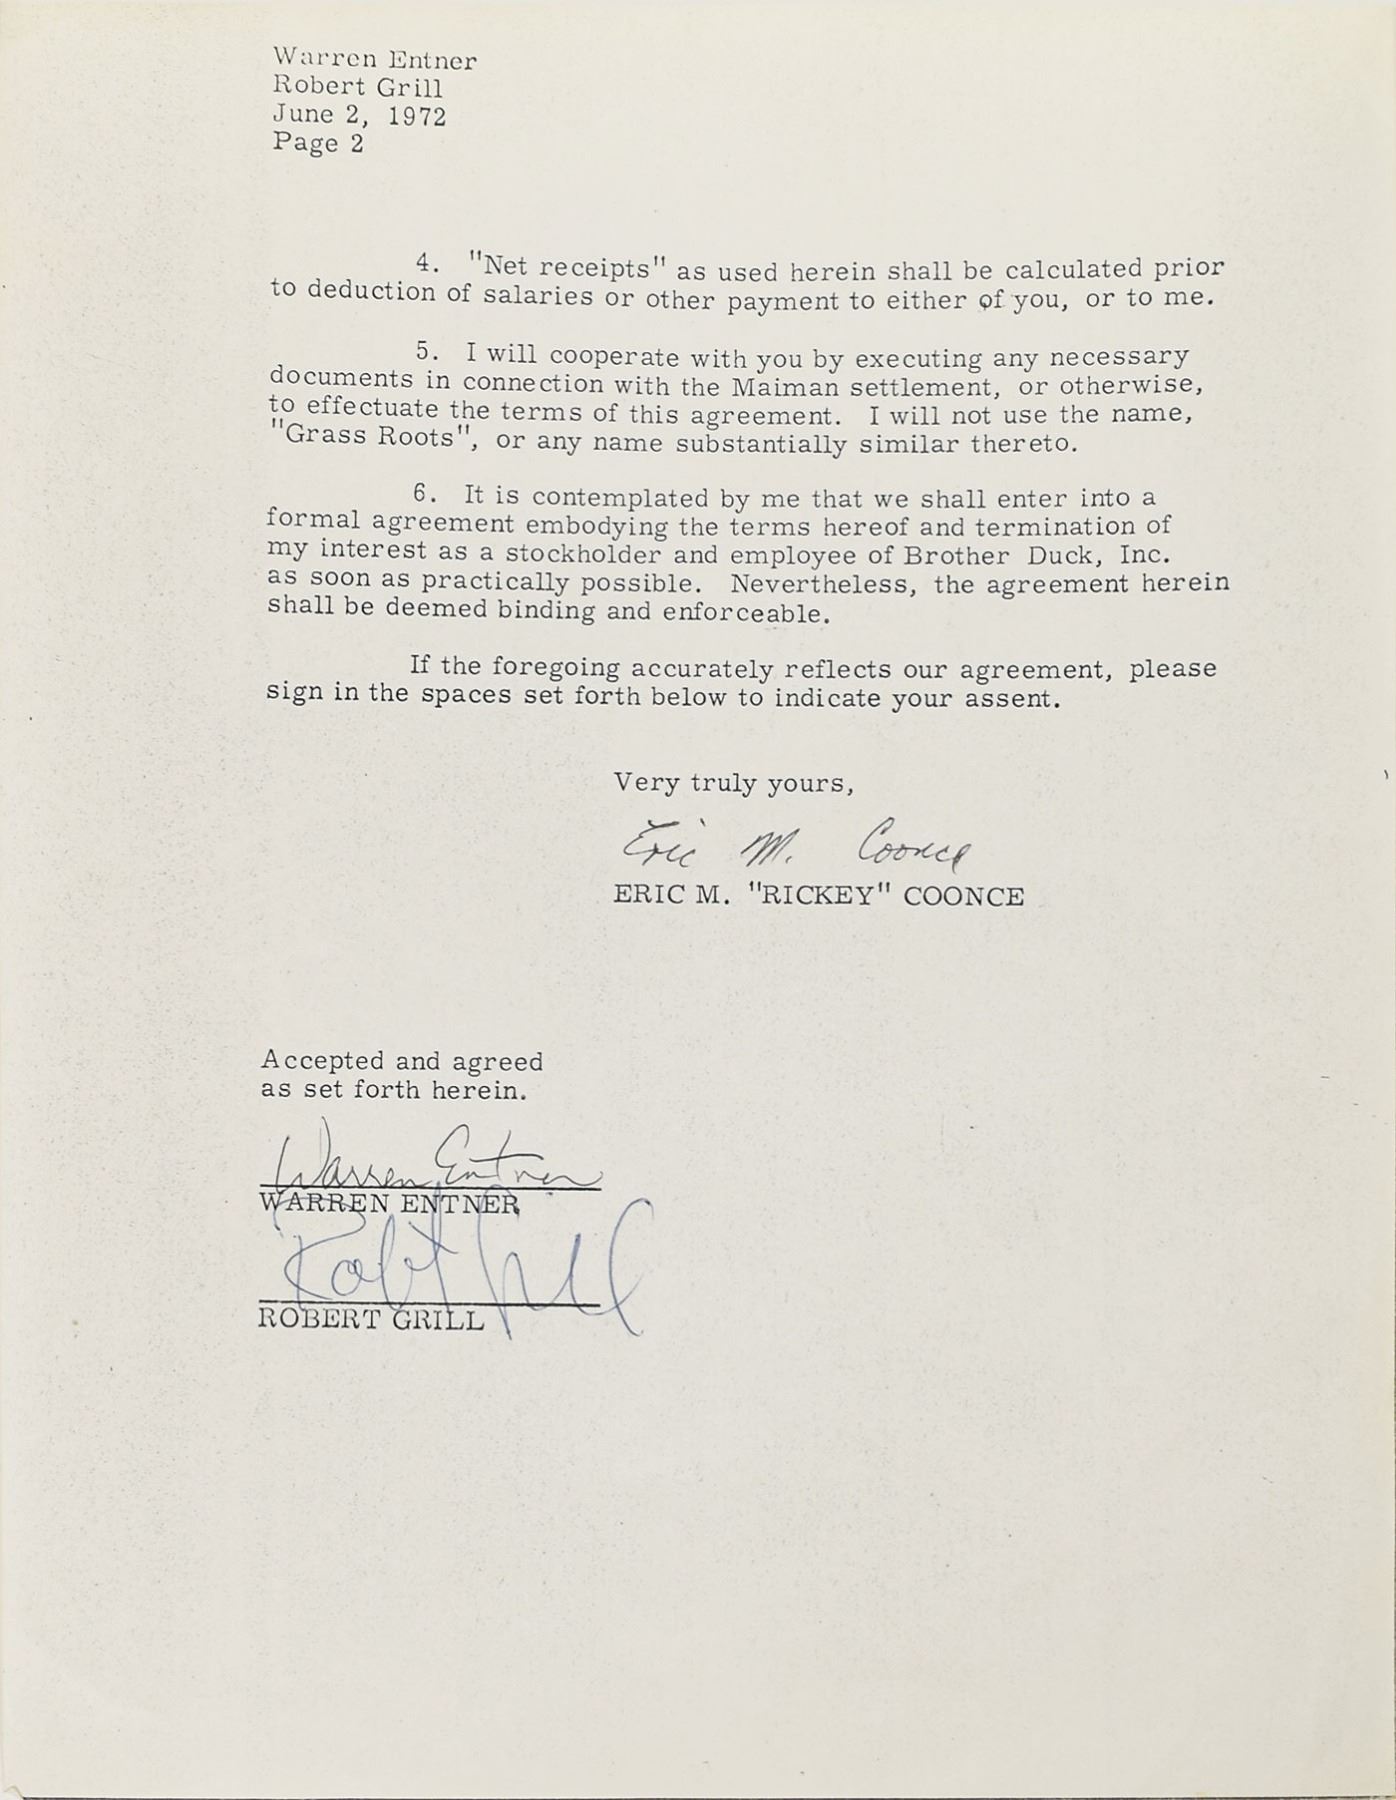 Warren Entner
Robert Grill
June 2, 1972
Page 2
4. "Net receipts" as used herein shall be calculated prior
to deduction of salaries or other payment to either of you, or to me.
5. I will cooperate with you by executing any necessary
documents in connection with the Maiman settlement, or otherwise,
to effectuate the terms of this agreement. I will not use the name,
"Grass Roots", or any name substantially similar thereto.
6. It is contemplated by me that we shall enter into a
formal agreement embodying the terms hereof and termination of
my interest as a stockholder and employee of Brother Duck, Inc.
as soon as practically possible. Nevertheless, the agreement herein
shall be deemed binding and enforceable.
If the foregoing accurately reflects our agreement, please
sign in the spaces set forth below to indicate your assent.
Very truly yours,
Eric M. Coonce
ERIC M. "RICKEY" COONCE
Accepted and agreed
as set forth herein.
Warren Entner
WARREN ENTNER
Robert Grill
ROBERT GRILL